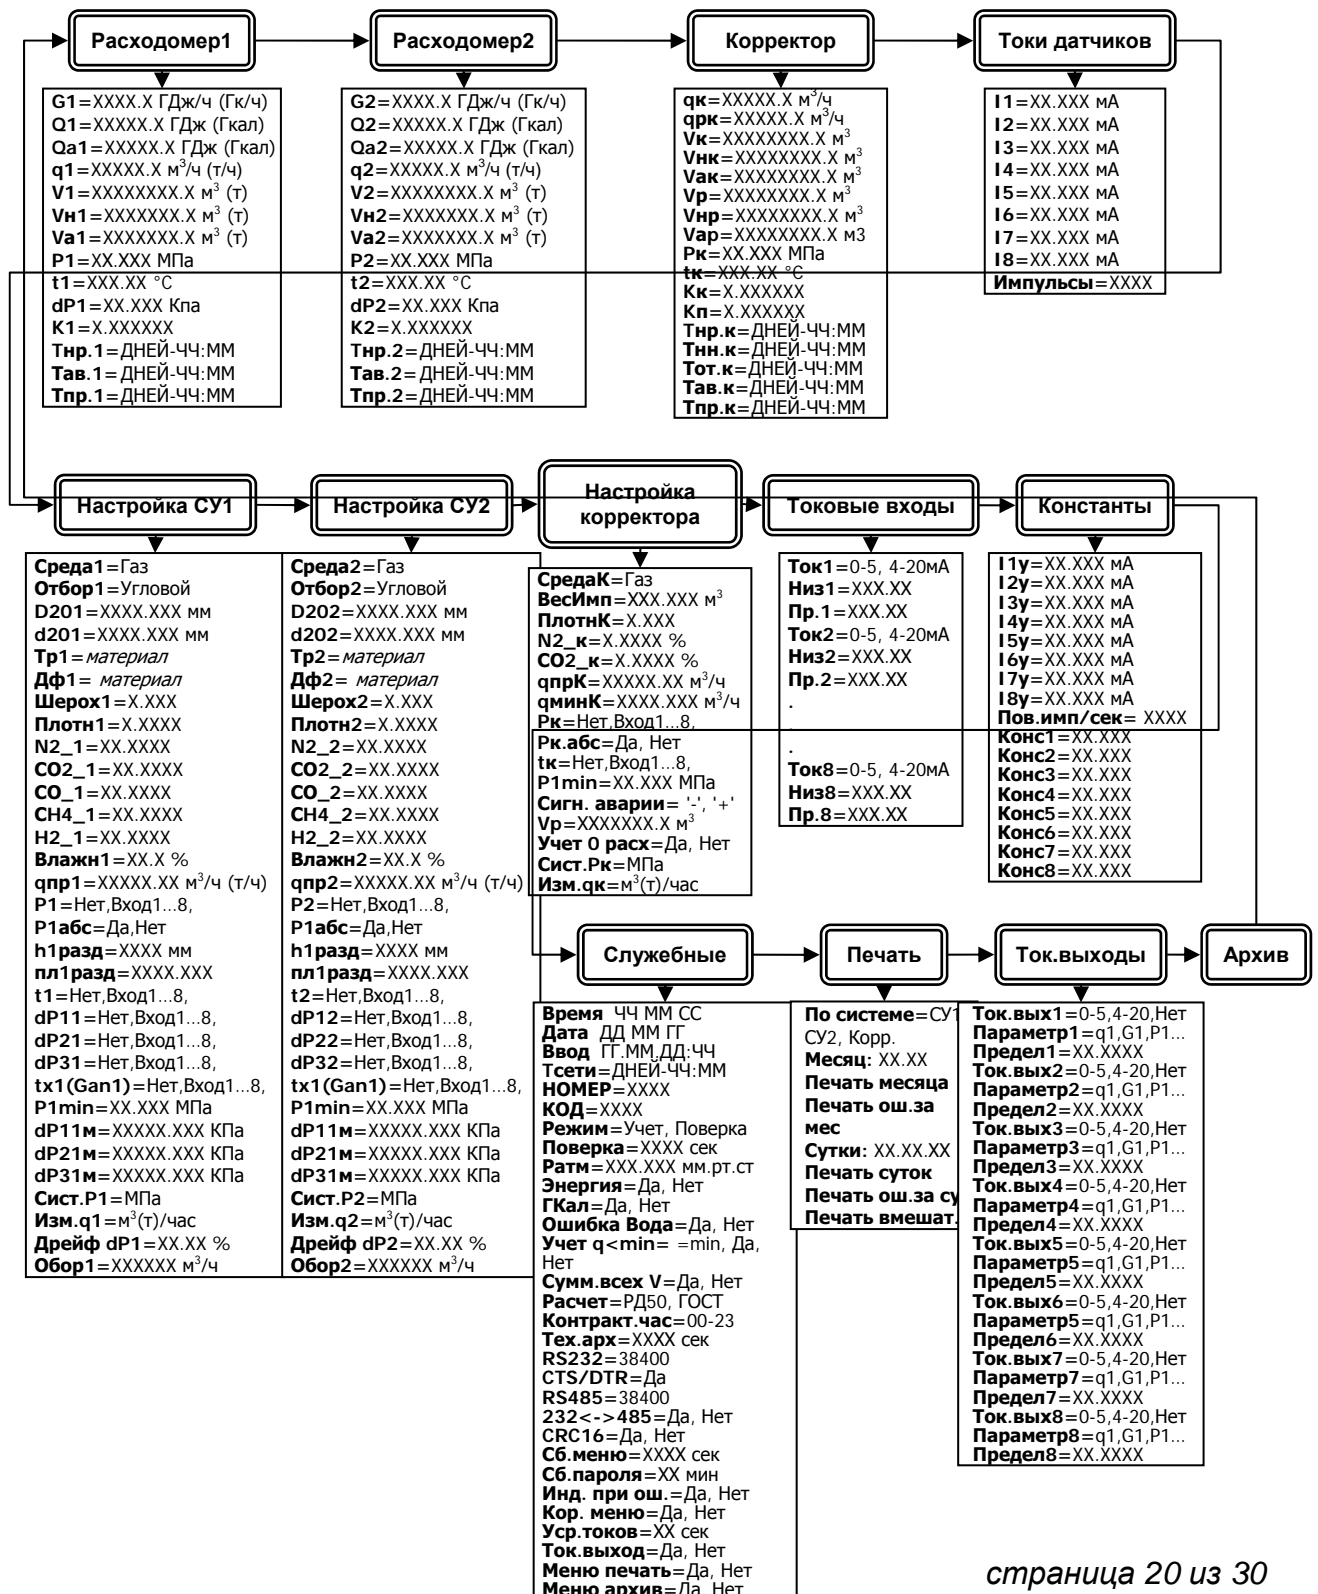 Расходомер1
G1=XXXX.X ГДж/ч (Гк/ч)
Q1=XXXXX.X ГДж (Гкал)
Qа1=XXXXX.X ГДж (Гкал)
q1=XXXXX.X м³/ч (т/ч)
V1=XXXXXXXX.X м³ (т)
Vн1=XXXXXXX.X м³ (т)
Vа1=XXXXXXX.X м³ (т)
P1=XX.XXX МПа
t1=XXX.XX °C
dP1=XX.XXX Кпа
K1=X.XXXXXX
Тнр.1=ДНЕЙ-ЧЧ:ММ
Тав.1=ДНЕЙ-ЧЧ:ММ
Тпр.1=ДНЕЙ-ЧЧ:ММ
Расходомер2
G2=XXXX.X ГДж/ч (Гк/ч)
Q2=XXXXX.X ГДж (Гкал)
Qа2=XXXXX.X ГДж (Гкал)
q2=XXXXX.X м³/ч (т/ч)
V2=XXXXXXXX.X м³ (т)
Vн2=XXXXXXX.X м³ (т)
Vа2=XXXXXXX.X м³ (т)
P2=XX.XXX МПа
t2=XXX.XX °C
dP2=XX.XXX Кпа
K2=X.XXXXXX
Тнр.2=ДНЕЙ-ЧЧ:ММ
Тав.2=ДНЕЙ-ЧЧ:ММ
Тпр.2=ДНЕЙ-ЧЧ:ММ
Корректор
qк=XXXXX.X м³/ч
qрк=XXXXX.X м³/ч
Vк=XXXXXXXX.X м³
Vнк=XXXXXXXX.X м³
Vак=XXXXXXXX.X м³
Vр=XXXXXXXX.X м³
Vнр=XXXXXXXX.X м³
Vар=XXXXXXXX.X м3
Рк=XX.XXX МПа
tк=XXX.XX °C
Кк=X.XXXXXX
Кп=X.XXXXXX
Тнр.к=ДНЕЙ-ЧЧ:ММ
Тнн.к=ДНЕЙ-ЧЧ:ММ
Тот.к=ДНЕЙ-ЧЧ:ММ
Тав.к=ДНЕЙ-ЧЧ:ММ
Тпр.к=ДНЕЙ-ЧЧ:ММ
Токи датчиков
I1=XX.XXX мА
I2=XX.XXX мА
I3=XX.XXX мА
I4=XX.XXX мА
I5=XX.XXX мА
I6=XX.XXX мА
I7=XX.XXX мА
I8=XX.XXX мА
Импульсы=XXXX
Настройка СУ1
Среда1=Газ
Отбор1=Угловой
D201=XXXX.XXX мм
d201=XXXX.XXX мм
Тр1=материал
Дф1= материал
Шерох1=X.XXX
Плотн1=X.XXXX
N2_1=XX.XXXX
CO2_1=XX.XXXX
CO_1=XX.XXXX
CH4_1=XX.XXXX
H2_1=XX.XXXX
Влажн1=XX.X %
qпр1=XXXXX.XX м³/ч (т/ч)
P1=Нет,Вход1...8,
P1абс=Да,Нет
h1разд=XXXX мм
пл1разд=XXXX.XXX
t1=Нет,Вход1...8,
dP11=Нет,Вход1...8,
dP21=Нет,Вход1...8,
dP31=Нет,Вход1...8,
tx1(Gan1)=Нет,Вход1...8,
P1min=XX.XXX МПа
dP11м=XXXXX.XXX КПа
dP21м=XXXXX.XXX КПа
dP31м=XXXXX.XXX КПа
Сист.P1=МПа
Изм.q1=м³(т)/час
Дрейф dP1=XX.XX %
Обор1=XXXXXX м³/ч
Настройка СУ2
Среда2=Газ
Отбор2=Угловой
D202=XXXX.XXX мм
d202=XXXX.XXX мм
Тр2=материал
Дф2= материал
Шерох2=X.XXX
Плотн2=X.XXXX
N2_2=XX.XXXX
CO2_2=XX.XXXX
CO_2=XX.XXXX
CH4_2=XX.XXXX
H2_2=XX.XXXX
Влажн2=XX.X %
qпр2=XXXXX.XX м³/ч (т/ч)
P2=Нет,Вход1...8,
P1абс=Да,Нет
h1разд=XXXX мм
пл1разд=XXXX.XXX
t2=Нет,Вход1...8,
dP12=Нет,Вход1...8,
dP22=Нет,Вход1...8,
dP32=Нет,Вход1...8,
tx1(Gan1)=Нет,Вход1...8,
P1min=XX.XXX МПа
dP11м=XXXXX.XXX КПа
dP21м=XXXXX.XXX КПа
dP31м=XXXXX.XXX КПа
Сист.P2=МПа
Изм.q2=м³(т)/час
Дрейф dP2=XX.XX %
Обор2=XXXXXX м³/ч
Настройка
корректора
СредаК=Газ
ВесИмп=XXX.XXX м³
ПлотнК=X.XXX
N2_к=X.XXXX %
CO2_к=X.XXXX %
qпрК=XXXXX.XX м³/ч
qминК=XXXXX.XXX м³/ч
Рк=Нет,Вход1...8,
Рк.абс=Да, Нет
tк=Нет,Вход1...8,
P1min=XX.XXX МПа
Сигн. аварии= '-', '+'
Vр=XXXXXXX.X м³
Учет 0 расх=Да, Нет
Сист.Рк=МПа
Изм.qк=м³(т)/час
Токовые входы
Ток1=0-5, 4-20мА
Низ1=XXX.XX
Пр.1=XXX.XX
Ток2=0-5, 4-20мА
Низ2=XXX.XX
Пр.2=XXX.XX
.
.
.
Ток8=0-5, 4-20мА
Низ8=XXX.XX
Пр.8=XXX.XX
Константы
I1у=XX.XXX мА
I2у=XX.XXX мА
I3у=XX.XXX мА
I4у=XX.XXX мА
I5у=XX.XXX мА
I6у=XX.XXX мА
I7у=XX.XXX мА
I8у=XX.XXX мА
Пов.имп/сек= XXXX
Конс1=XX.XXX
Конс2=XX.XXX
Конс3=XX.XXX
Конс4=XX.XXX
Конс5=XX.XXX
Конс6=XX.XXX
Конс7=XX.XXX
Конс8=XX.XXX
Служебные
Время ЧЧ ММ СС
Дата ДД ММ ГГ
Ввод ГГ.ММ.ДД:ЧЧ
Тсети=ДНЕЙ-ЧЧ:ММ
НОМЕР=XXXX
КОД=XXXX
Режим=Учет, Поверка
Поверка=XXXX сек
Ратм=XXX.XXX мм.рт.ст
Энергия=Да, Нет
ГКал=Да, Нет
Ошибка Вода=Да, Нет
Учет q<min= =min, Да,
Нет
Сумм.всех V=Да, Нет
Расчет=РД50, ГОСТ
Контракт.час=00-23
Тех.арх=XXXX сек
RS232=38400
CTS/DTR=Да
RS485=38400
232<->485=Да, Нет
CRC16=Да, Нет
Сб.меню=XXXX сек
Сб.пароля=XX мин
Инд. при ош.=Да, Нет
Кор. меню=Да, Нет
Уср.токов=XX сек
Ток.выход=Да, Нет
Меню печать=Да, Нет
Меню архив=Да, Нет
Печать
По системе=СУ1
СУ2, Корр.
Месяц: XX.XX
Печать месяца
Печать ош.за
мес
Сутки: XX.XX.XX
Печать суток
Печать ош.за су
Печать вмешат.
Ток.выходы
Ток.вых1=0-5,4-20,Нет
Параметр1=q1,G1,P1...
Предел1=XX.XXXX
Ток.вых2=0-5,4-20,Нет
Параметр2=q1,G1,P1...
Предел2=XX.XXXX
Ток.вых3=0-5,4-20,Нет
Параметр3=q1,G1,P1...
Предел3=XX.XXXX
Ток.вых4=0-5,4-20,Нет
Параметр4=q1,G1,P1...
Предел4=XX.XXXX
Ток.вых5=0-5,4-20,Нет
Параметр5=q1,G1,P1...
Предел5=XX.XXXX
Ток.вых6=0-5,4-20,Нет
Параметр5=q1,G1,P1...
Предел6=XX.XXXX
Ток.вых7=0-5,4-20,Нет
Параметр7=q1,G1,P1...
Предел7=XX.XXXX
Ток.вых8=0-5,4-20,Нет
Параметр8=q1,G1,P1...
Предел8=XX.XXXX
Архив
страница 20 из 30